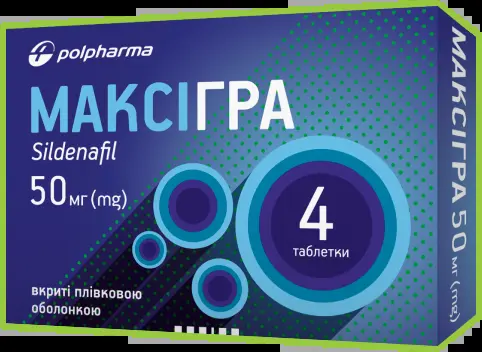 polpharma
МАКСІГРА
Sildenafil
50 мг (mg)
4
таблетки
вкриті плівковою
оболонкою
МАКСІГРА 50 мг (mg)